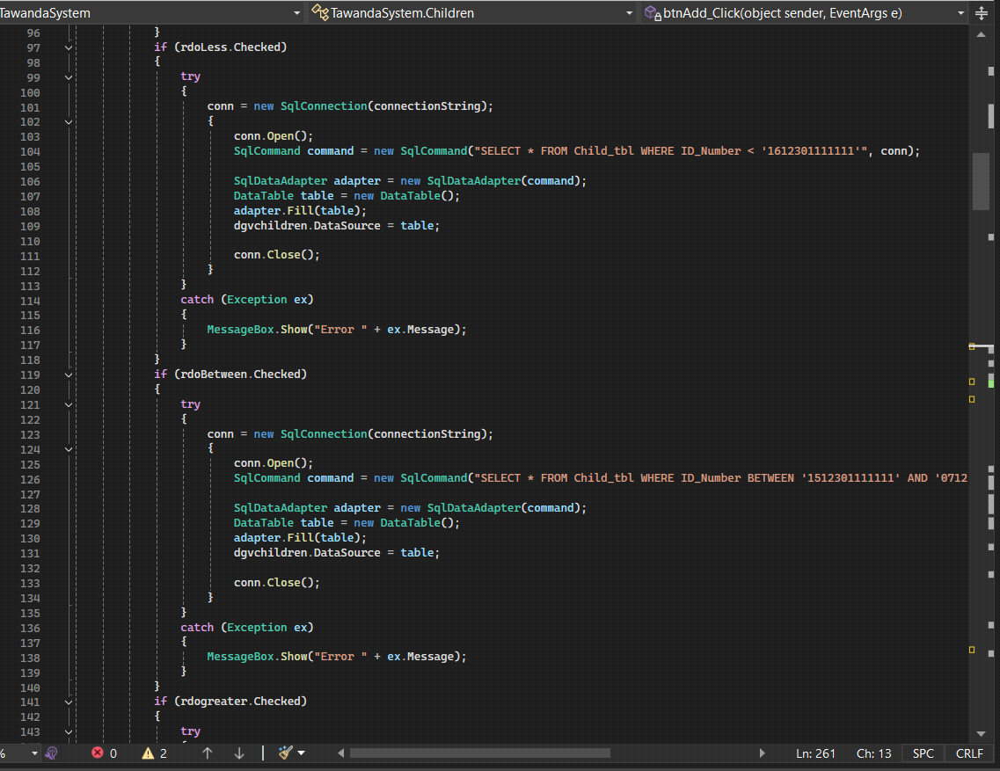 TawandaSystem TawandaSystem.Children btnAdd_Click(object sender, EventArgs e)
96 }
97 if (rdoLess.Checked)
98 {
99 try
100 {
101 conn = new SqlConnection(connectionString);
102 {
103 conn.Open();
104 SqlCommand command = new SqlCommand("SELECT * FROM Child_tbl WHERE ID_Number < '1612301111111'", conn);
105
106 SqlDataAdapter adapter = new SqlDataAdapter(command);
107 DataTable table = new DataTable();
108 adapter.Fill(table);
109 dgvchildren.DataSource = table;
110
111 conn.Close();
112 }
113 }
114 catch (Exception ex)
115 {
116 MessageBox.Show("Error " + ex.Message);
117 }
118 }
119 if (rdoBetween.Checked)
120 {
121 try
122 {
123 conn = new SqlConnection(connectionString);
124 {
125 conn.Open();
126 SqlCommand command = new SqlCommand("SELECT * FROM Child_tbl WHERE ID_Number BETWEEN '1512301111111' AND '0712
127
128 SqlDataAdapter adapter = new SqlDataAdapter(command);
129 DataTable table = new DataTable();
130 adapter.Fill(table);
131 dgvchildren.DataSource = table;
132
133 conn.Close();
134 }
135 }
136 catch (Exception ex)
137 {
138 MessageBox.Show("Error " + ex.Message);
139 }
140 }
141 if (rdogreater.Checked)
142 {
143 try
% 0 2 Ln: 261 Ch: 13 SPC CRLF